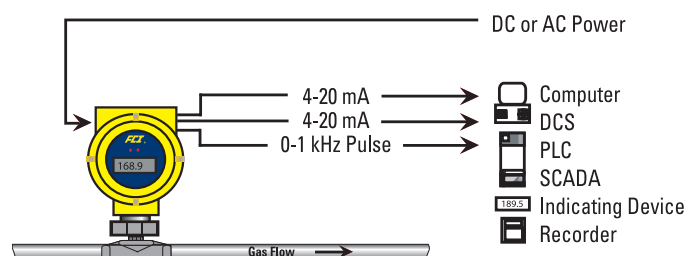 DC or AC Power
4-20 mA
4-20 mA
0-1 kHz Pulse
Computer
DCS
PLC
SCADA
189.5 Indicating Device
Recorder
FCI
168.9
Gas Flow